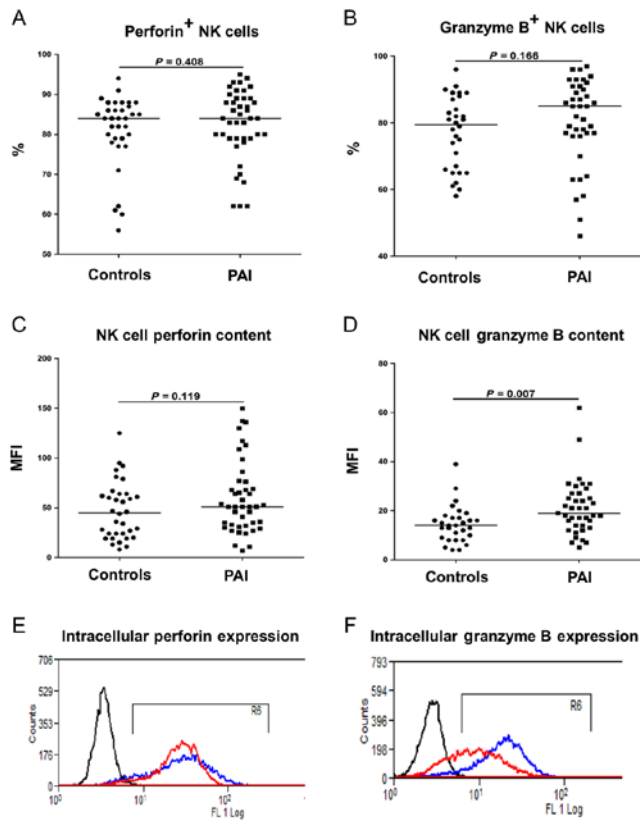 A
Perforin+ NK cells
P = 0.408
100
90
80
70
60
50
%
Controls PAI
B
Granzyme B+ NK cells
P = 0.166
100
80
60
40
%
Controls PAI
C
NK cell perforin content
P = 0.119
200
150
100
50
0
MFI
Controls PAI
D
NK cell granzyme B content
P = 0.007
80
60
40
20
0
MFI
Controls PAI
E
Intracellular perforin expression
706
529
353
176
0
Counts
R6
10⁰ 10¹ 10²
FL 1 Log
F
Intracellular granzyme B expression
793
594
396
198
0
Counts
R6
10⁰ 10¹ 10²
FL 1 Log